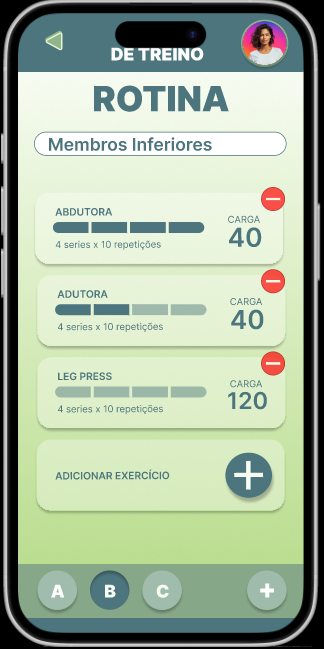 DE TREINO
ROTINA
Membros Inferiores
ABDUTORA
4 series x 10 repetições
CARGA
40
ADUTORA
4 series x 10 repetições
CARGA
40
LEG PRESS
4 series x 10 repetições
CARGA
120
ADICIONAR EXERCÍCIO
A B C